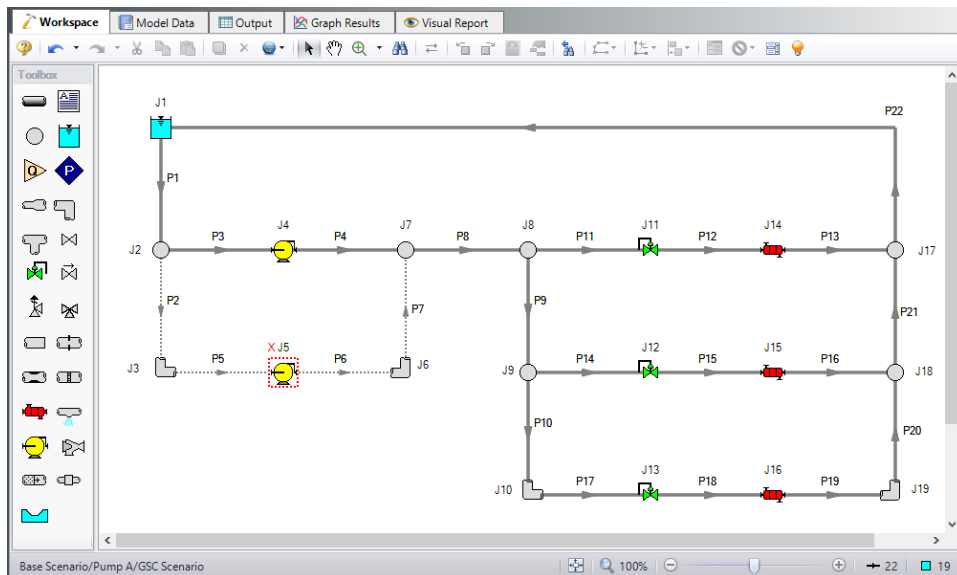 Workspace Model Data Output Graph Results Visual Report
Toolbox
A
Q
P
J1
P22
P1
J2
P3
J4
P4
J7
P8
J8
P11
J11
P12
J14
P13
J17
P2
P7
P9
P21
J3
P5
X J5
P6
J6
J9
P14
J12
P15
J15
P16
J18
P10
P20
J10
P17
J13
P18
J16
P19
J19
Base Scenario/Pump A/GSC Scenario 100% 22 19